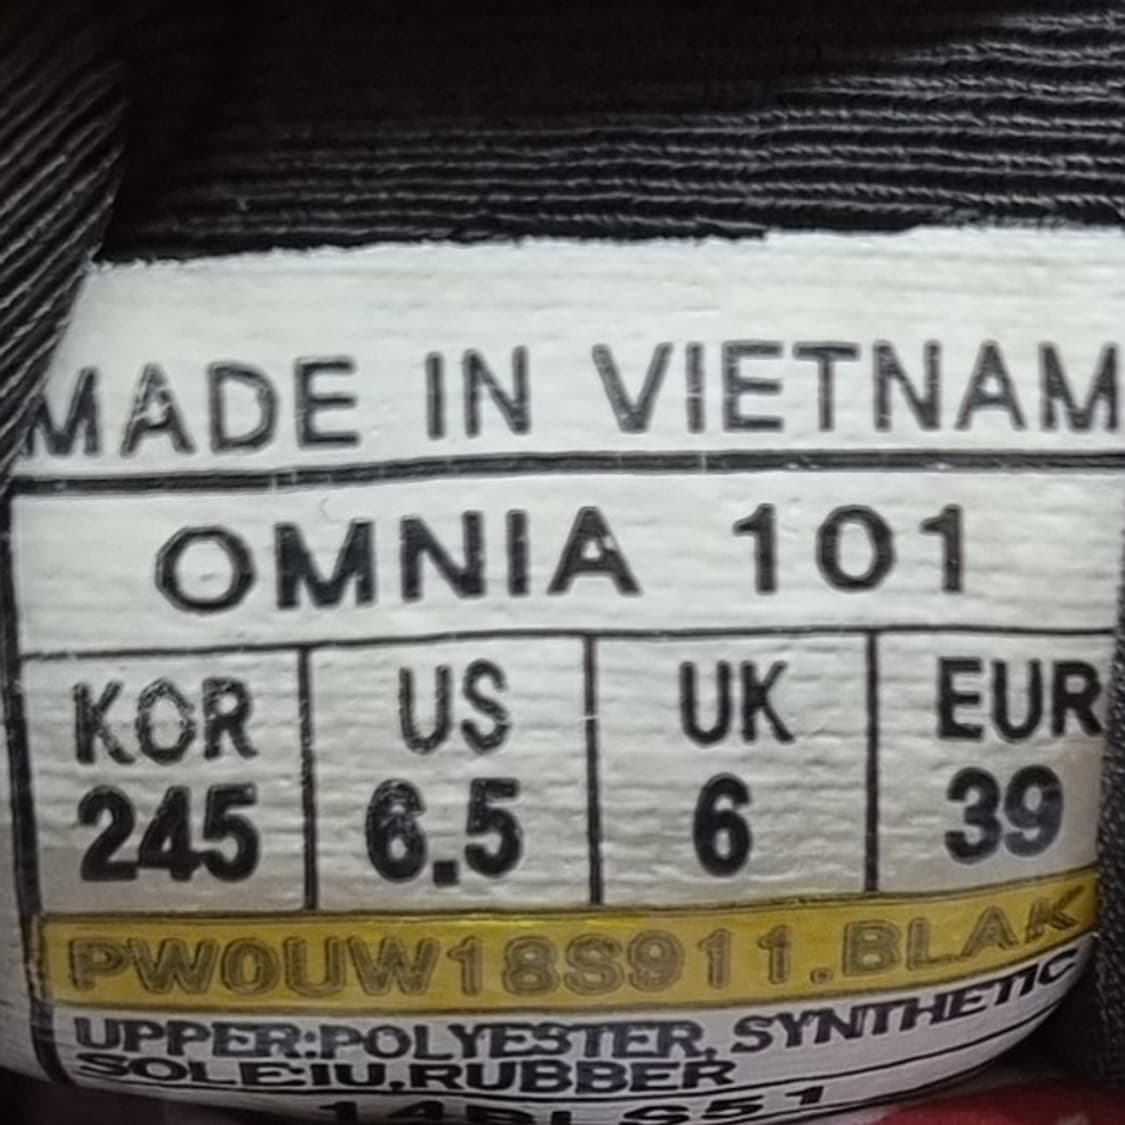 MADE IN VIETNAM
OMNIA 101
KOR US UK EUR
245 6.5 6 39
PW0UW18S911.BLAK
UPPER:POLYESTER, SYNTHETIC
SOLE:IU,RUBBER